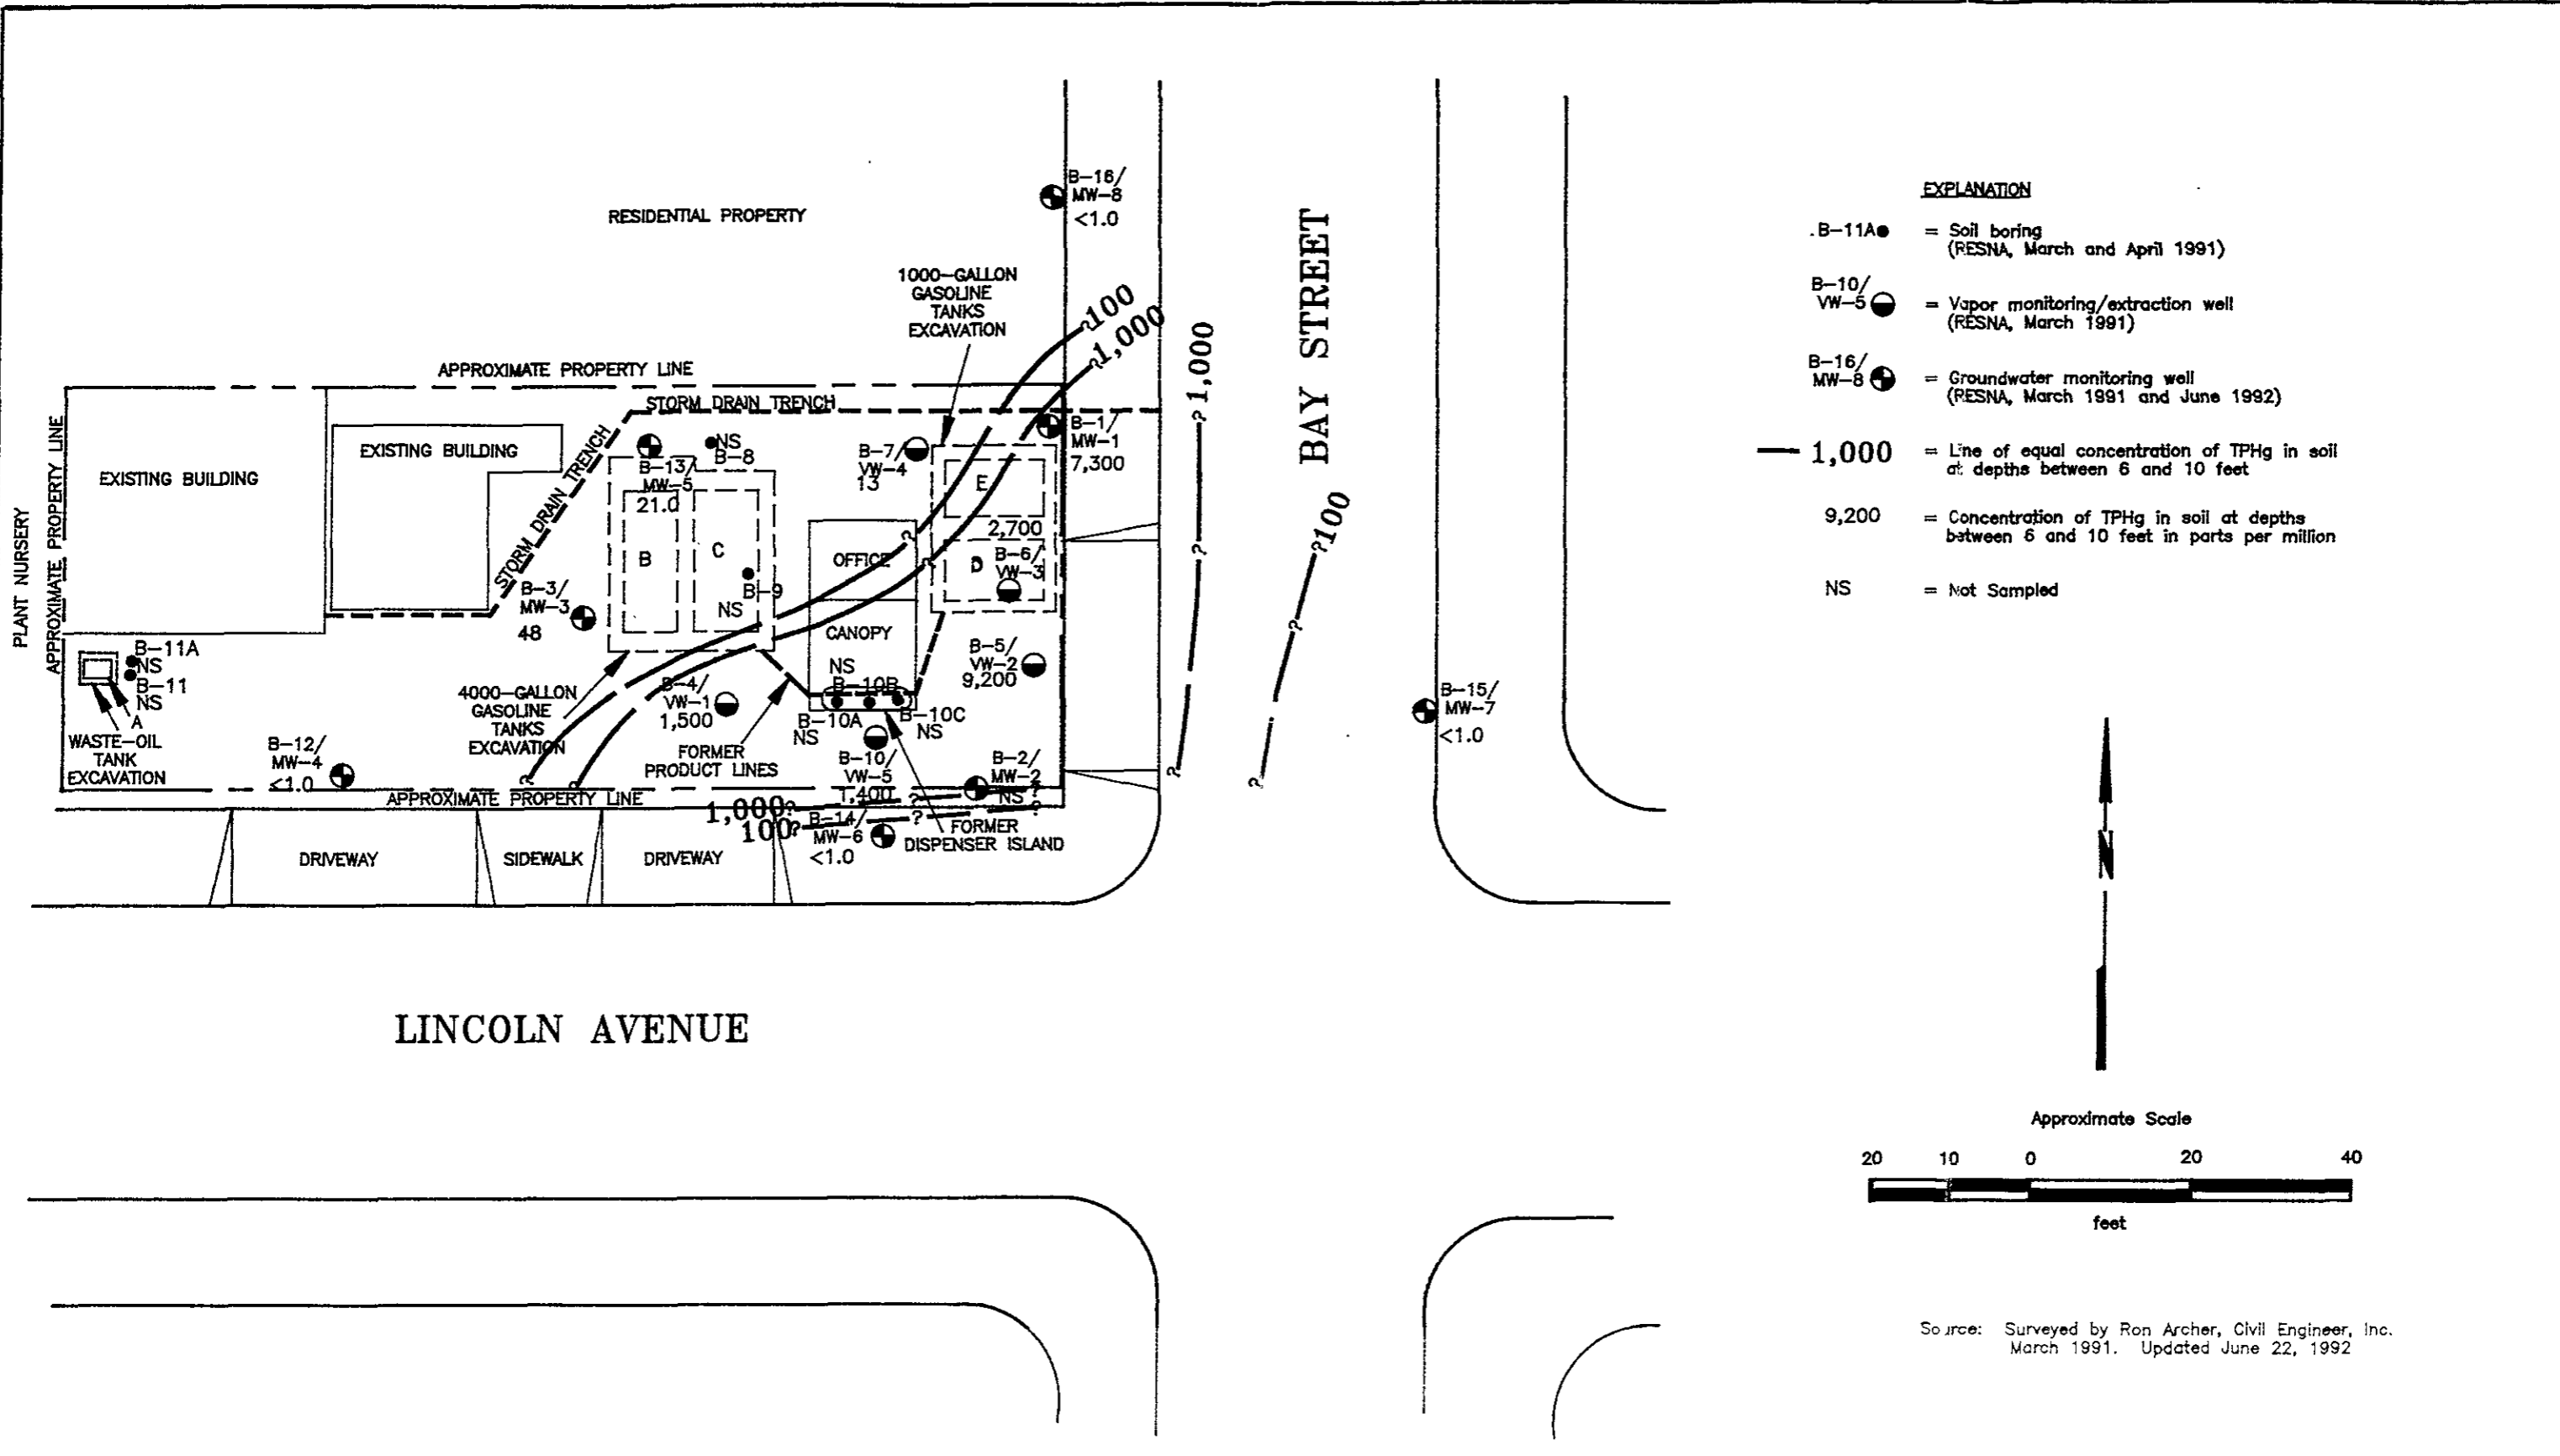 RESIDENTIAL PROPERTY
B-16/
MW-8
<1.0
1000-GALLON
GASOLINE
TANKS
EXCAVATION
?100
?1,000
APPROXIMATE PROPERTY LINE
STORM DRAIN TRENCH
STORM DRAIN TRENCH
APPROXIMATE PROPERTY LINE
PLANT NURSERY
EXISTING BUILDING
EXISTING BUILDING
NS
B-8
B-13/
MW-5
21.0
B-7/
VW-4
13
B-1/
MW-1
7,300
E
2,700
B
C
B-9
NS
OFFICE
?
?
D
B-6/
VW-3
CANOPY
B-3/
MW-3
48
B-11A
NS
B-11
NS
A
WASTE-OIL
TANK
EXCAVATION
B-12/
MW-4
<1.0
4000-GALLON
GASOLINE
TANKS
EXCAVATION
?
?
B-4/
VW-1
1,500
FORMER
PRODUCT LINES
NS
B-10B
B-10A
NS
B-10C
NS
B-5/
VW-2
9,200
B-10/
VW-5
1,400
B-2/
MW-2
NS
APPROXIMATE PROPERTY LINE
1,000?
?
?
100?
?
?
B-14/
MW-6
<1.0
FORMER
DISPENSER ISLAND
DRIVEWAY
SIDEWALK
DRIVEWAY
? 1,000
?
?
BAY STREET
?100
?
?
B-15/
MW-7
<1.0
LINCOLN AVENUE
EXPLANATION
B-11A
= Soil boring
(RESNA, March and April 1991)
B-10/
VW-5
= Vapor monitoring/extraction well
(RESNA, March 1991)
B-16/
MW-8
= Groundwater monitoring well
(RESNA, March 1991 and June 1992)
1,000
= Line of equal concentration of TPHg in soil
at depths between 6 and 10 feet
9,200
= Concentration of TPHg in soil at depths
between 6 and 10 feet in parts per million
NS
= Not Sampled
N
Approximate Scale
20 10 0 20 40
feet
Source: Surveyed by Ron Archer, Civil Engineer, Inc.
March 1991. Updated June 22, 1992